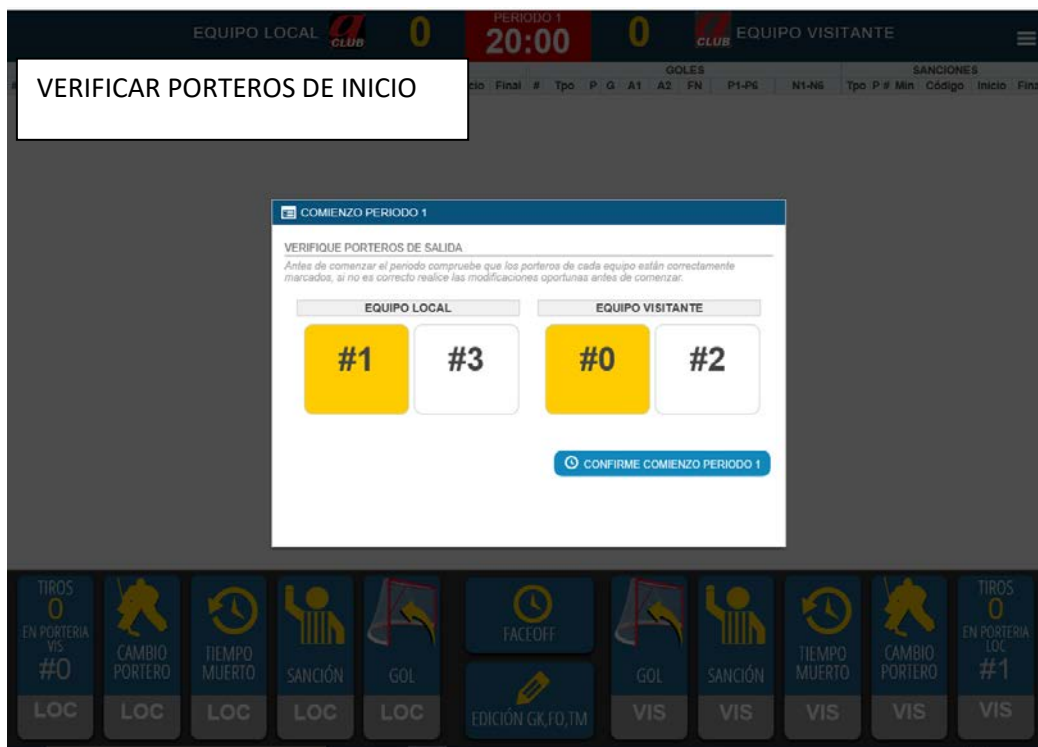 EQUIPO LOCAL a CLUB 0 PERIODO 1 20:00 0 a CLUB EQUIPO VISITANTE
VERIFICAR PORTEROS DE INICIO
GOLES SANCIONES
Final # Tpo P G A1 A2 FN P1-P6 N1-N6 Tpo P # Min Código Inicio
COMIENZO PERIODO 1
VERIFIQUE PORTEROS DE SALIDA
Antes de comenzar el periodo compruebe que los porteros de cada equipo están correctamente
marcados, si no es correcto realice las modificaciones oportunas antes de comenzar.
EQUIPO LOCAL EQUIPO VISITANTE
#1 #3 #0 #2
CONFIRME COMIENZO PERIODO 1
TIROS
0
EN PORTERIA
VIS
#0
LOC
CAMBIO
PORTERO
LOC
TIEMPO
MUERTO
LOC
SANCIÓN
LOC
GOL
LOC
FACEOFF
EDICIÓN GK,FO,TM
GOL
VIS
SANCIÓN
VIS
TIEMPO
MUERTO
VIS
CAMBIO
PORTERO
VIS
TIROS
0
EN PORTERIA
LOC
#1
VIS